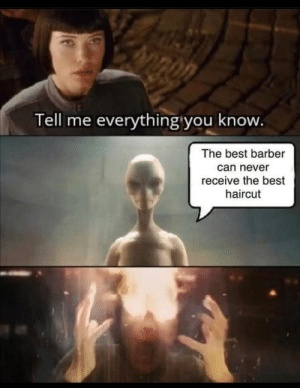 Tell me everything you know.
The best barber
can never
receive the best
haircut